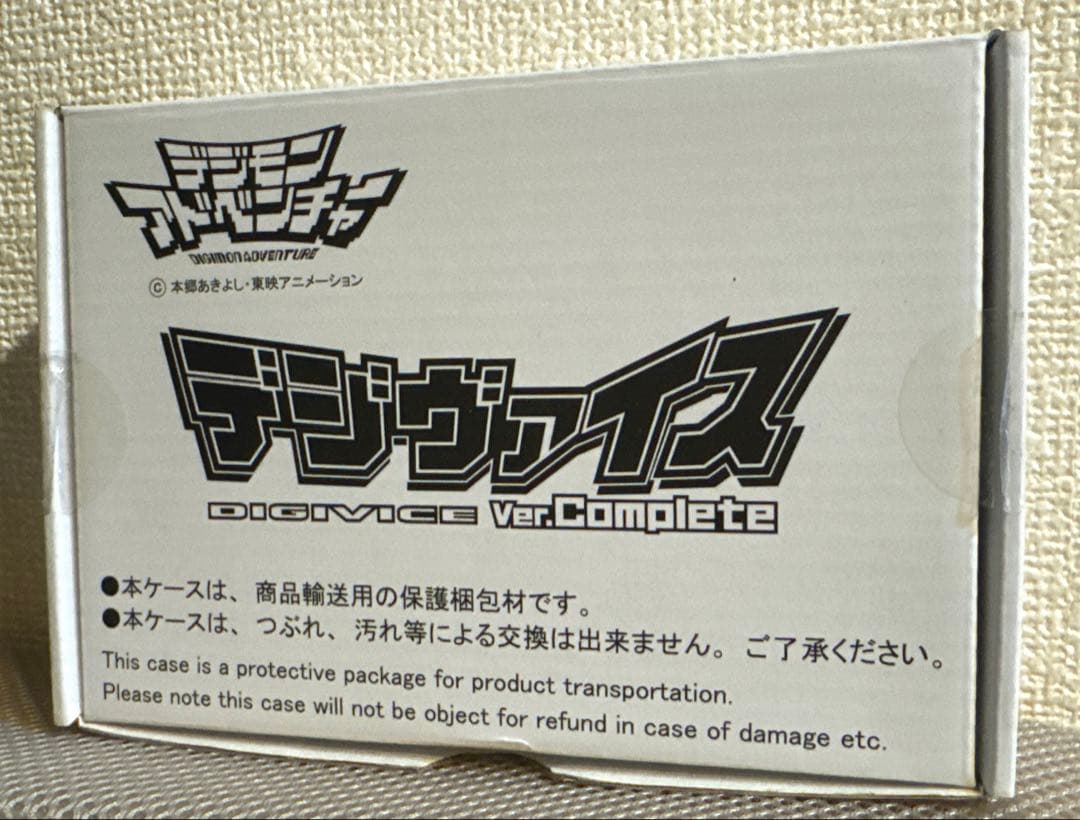 デジモン
アドベンチャー
DIGIMON ADVENTURE
©本郷あきよし・東映アニメーション
デジヴァイス
DIGIVICE Ver.Complete
●本ケースは、商品輸送用の保護梱包材です。
●本ケースは、つぶれ、汚れ等による交換は出来ません。ご了承ください。
This case is a protective package for product transportation.
Please note this case will not be object for refund in case of damage etc.